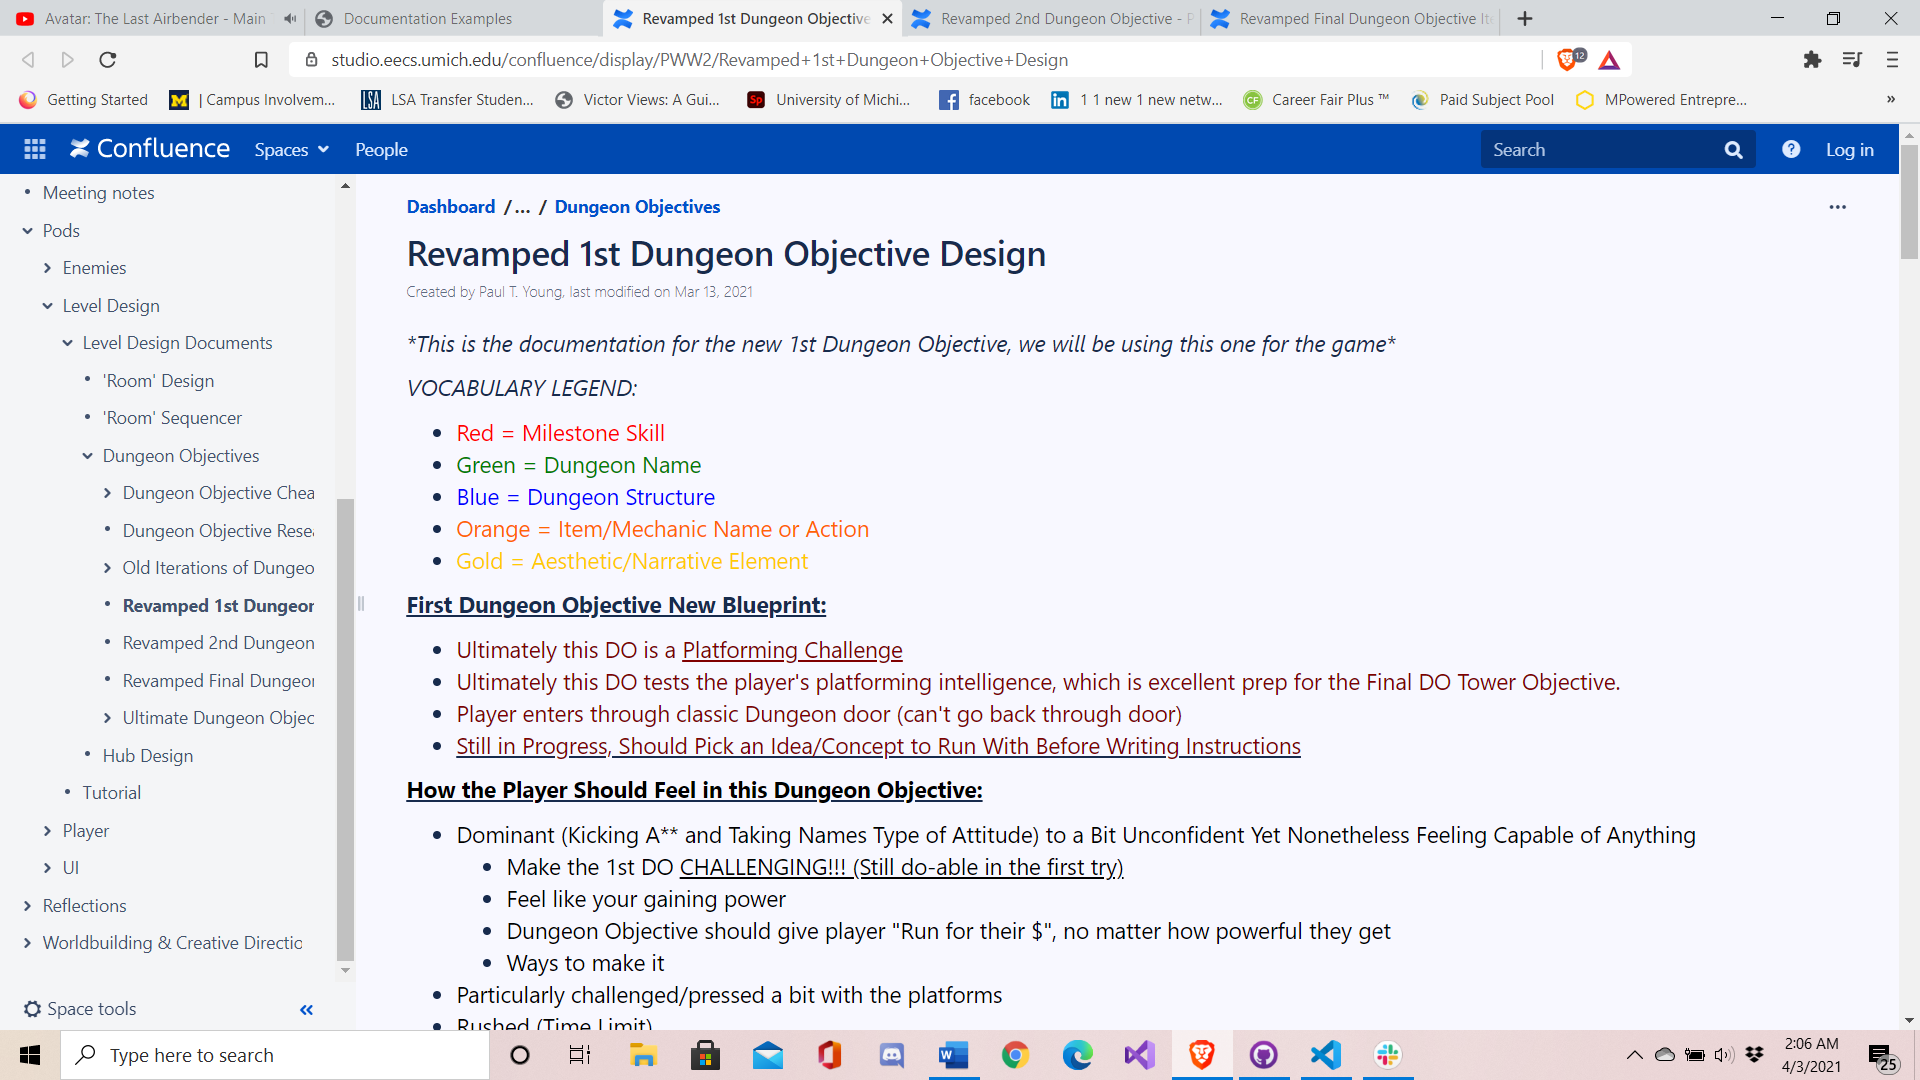 Avatar: The Last Airbender - Main
Documentation Examples
Revamped 1st Dungeon Objective
Revamped 2nd Dungeon Objective - P
Revamped Final Dungeon Objective Ite
studio.eecs.umich.edu/confluence/display/PWW2/Revamped+1st+Dungeon+Objective+Design
12
Getting Started
| Campus Involvem...
LSA Transfer Studen...
Victor Views: A Gui...
University of Michi...
facebook
1 1 new 1 new netw...
Career Fair Plus ™
Paid Subject Pool
MPowered Entrepre...
»
Confluence
Spaces
People
Search
Log in
Meeting notes
Pods
Enemies
Level Design
Level Design Documents
'Room' Design
'Room' Sequencer
Dungeon Objectives
Dungeon Objective Chea
Dungeon Objective Resea
Old Iterations of Dungeo
Revamped 1st Dungeon
Revamped 2nd Dungeon
Revamped Final Dungeon
Ultimate Dungeon Objec
Hub Design
Tutorial
Player
UI
Reflections
Worldbuilding & Creative Directio
Space tools
«
Dashboard /... / Dungeon Objectives
Revamped 1st Dungeon Objective Design
Created by Paul T. Young, last modified on Mar 13, 2021
*This is the documentation for the new 1st Dungeon Objective, we will be using this one for the game*
VOCABULARY LEGEND:
Red = Milestone Skill
Green = Dungeon Name
Blue = Dungeon Structure
Orange = Item/Mechanic Name or Action
Gold = Aesthetic/Narrative Element
First Dungeon Objective New Blueprint:
Ultimately this DO is a Platforming Challenge
Ultimately this DO tests the player's platforming intelligence, which is excellent prep for the Final DO Tower Objective.
Player enters through classic Dungeon door (can't go back through door)
Still in Progress, Should Pick an Idea/Concept to Run With Before Writing Instructions
How the Player Should Feel in this Dungeon Objective:
Dominant (Kicking A** and Taking Names Type of Attitude) to a Bit Unconfident Yet Nonetheless Feeling Capable of Anything
Make the 1st DO CHALLENGING!!! (Still do-able in the first try)
Feel like your gaining power
Dungeon Objective should give player "Run for their $", no matter how powerful they get
Ways to make it
Particularly challenged/pressed a bit with the platforms
Rushed (Time Limit)
Type here to search
2:06 AM
4/3/2021
25